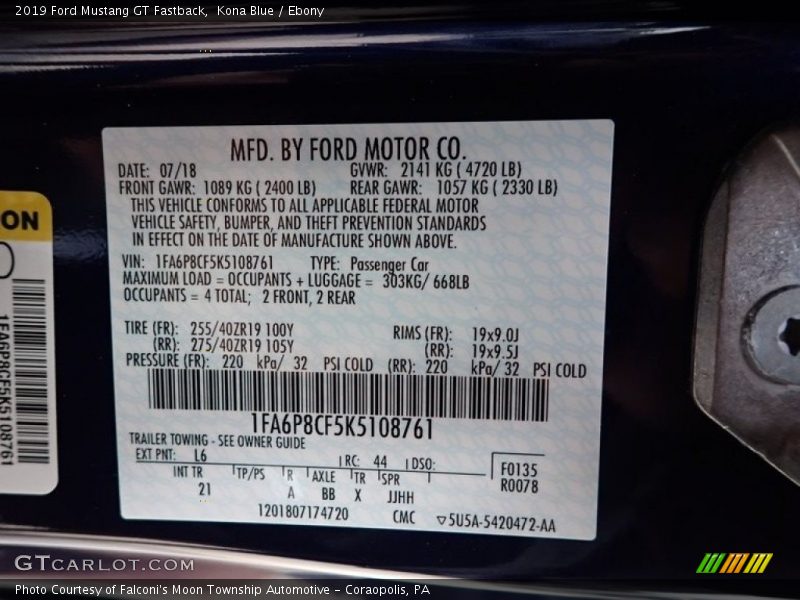 2019 Ford Mustang GT Fastback,  Kona Blue / Ebony
MFD. BY FORD MOTOR CO.
DATE: 07/18 GVWR: 2141 KG ( 4720 LB)
FRONT GAWR: 1089 KG ( 2400 LB) REAR GAWR: 1057 KG ( 2330 LB)
THIS VEHICLE CONFORMS TO ALL APPLICABLE FEDERAL MOTOR
VEHICLE SAFETY, BUMPER, AND THEFT PREVENTION STANDARDS
IN EFFECT ON THE DATE OF MANUFACTURE SHOWN ABOVE.
VIN: 1FA6P8CF5K5108761 TYPE: Passenger Car
MAXIMUM LOAD = OCCUPANTS + LUGGAGE = 303KG/ 668LB
OCCUPANTS = 4 TOTAL; 2 FRONT, 2 REAR
TIRE (FR): 255/40ZR19 100Y RIMS (FR): 19x9.0J
(RR): 275/40ZR19 105Y (RR): 19x9.5J
PRESSURE (FR): 220 kPa/ 32 PSI COLD (RR): 220 kPa/ 32 PSI COLD
1FA6P8CF5K5108761
TRAILER TOWING - SEE OWNER GUIDE
EXT PNT: L6 RC: 44 DSO:
F0135
R0078
INT TR TP/PS R AXLE TR SPR
21 A BB X JJHH
1201807174720 CMC ▽5U5A-5420472-AA
ON
1FA6P8CF5K5108761
GTCARLOT.COM
Photo Courtesy of Falconi's Moon Township Automotive - Coraopolis, PA